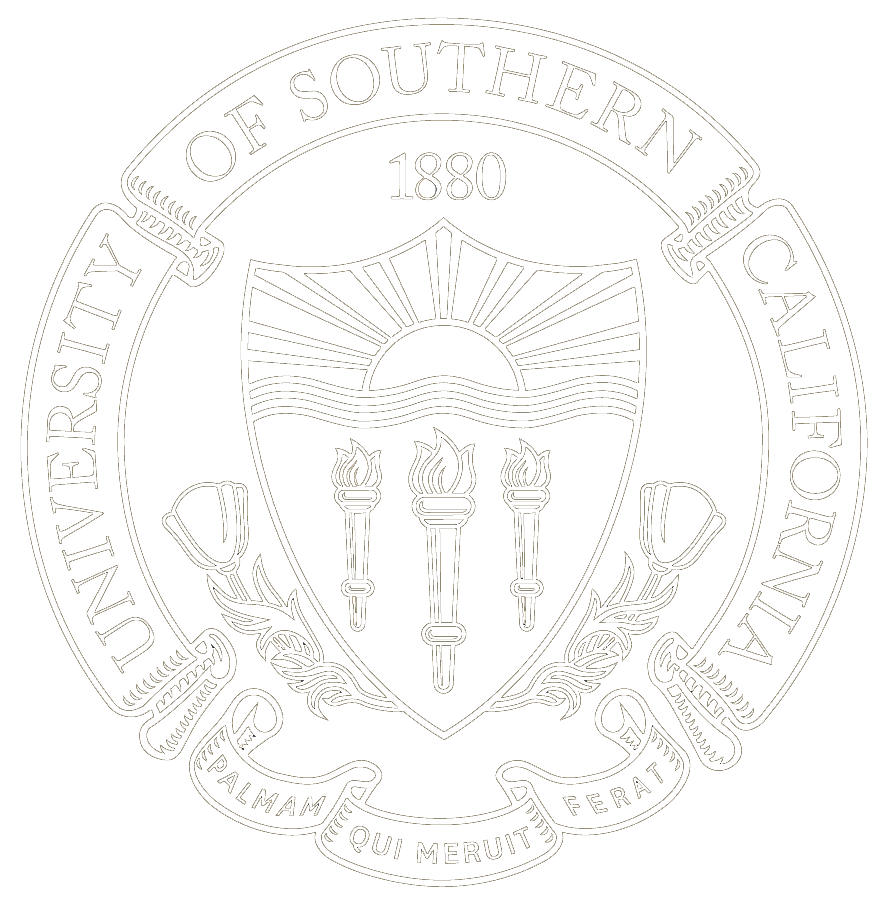 UNIVERSITY
OF SOUTHERN
CALIFORNIA
1880
PALMAM
QUI MERUIT
FERAT